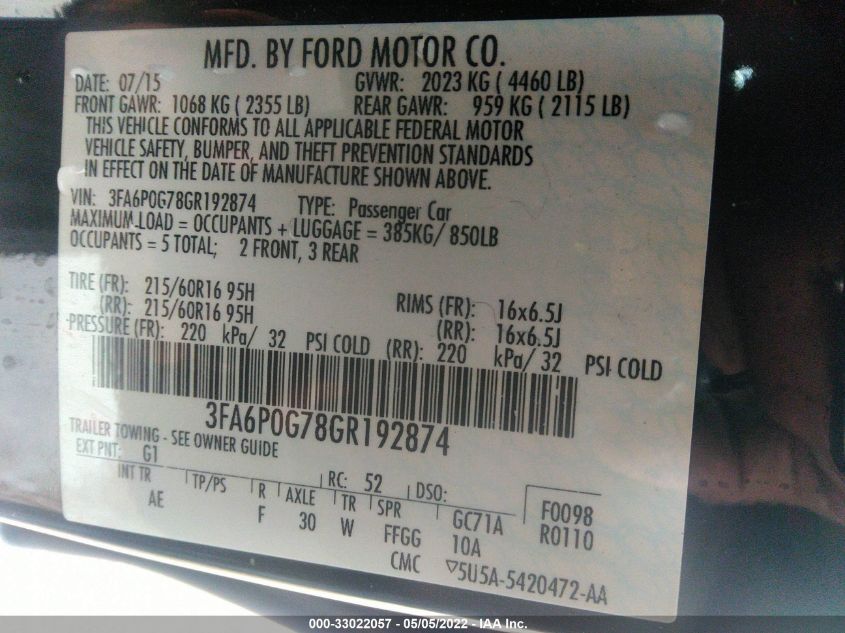 MFD. BY FORD MOTOR CO.
DATE: 07/15 GVWR: 2023 KG ( 4460 LB)
FRONT GAWR: 1068 KG ( 2355 LB) REAR GAWR: 959 KG ( 2115 LB)
THIS VEHICLE CONFORMS TO ALL APPLICABLE FEDERAL MOTOR
VEHICLE SAFETY, BUMPER, AND THEFT PREVENTION STANDARDS
IN EFFECT ON THE DATE OF MANUFACTURE SHOWN ABOVE.
VIN: 3FA6P0G78GR192874 TYPE: Passenger Car
MAXIMUM LOAD = OCCUPANTS + LUGGAGE = 385KG/ 850LB
OCCUPANTS = 5 TOTAL; 2 FRONT, 3 REAR
TIRE (FR): 215/60R16 95H RIMS (FR): 16x6.5J
(RR): 215/60R16 95H (RR): 16x6.5J
PRESSURE (FR): 220 kPa/ 32 PSI COLD (RR): 220 kPa/ 32 PSI COLD
3FA6P0G78GR192874
TRAILER TOWING - SEE OWNER GUIDE
EXT PNT: G1 RC: 52 DSO: F0098
INT TR TP/PS R AXLE TR SPR GC71A R0110
AE F 30 W FFGG 10A
CMC ▽5U5A-5420472-AA
000-33022057 - 05/05/2022 - IAA Inc.